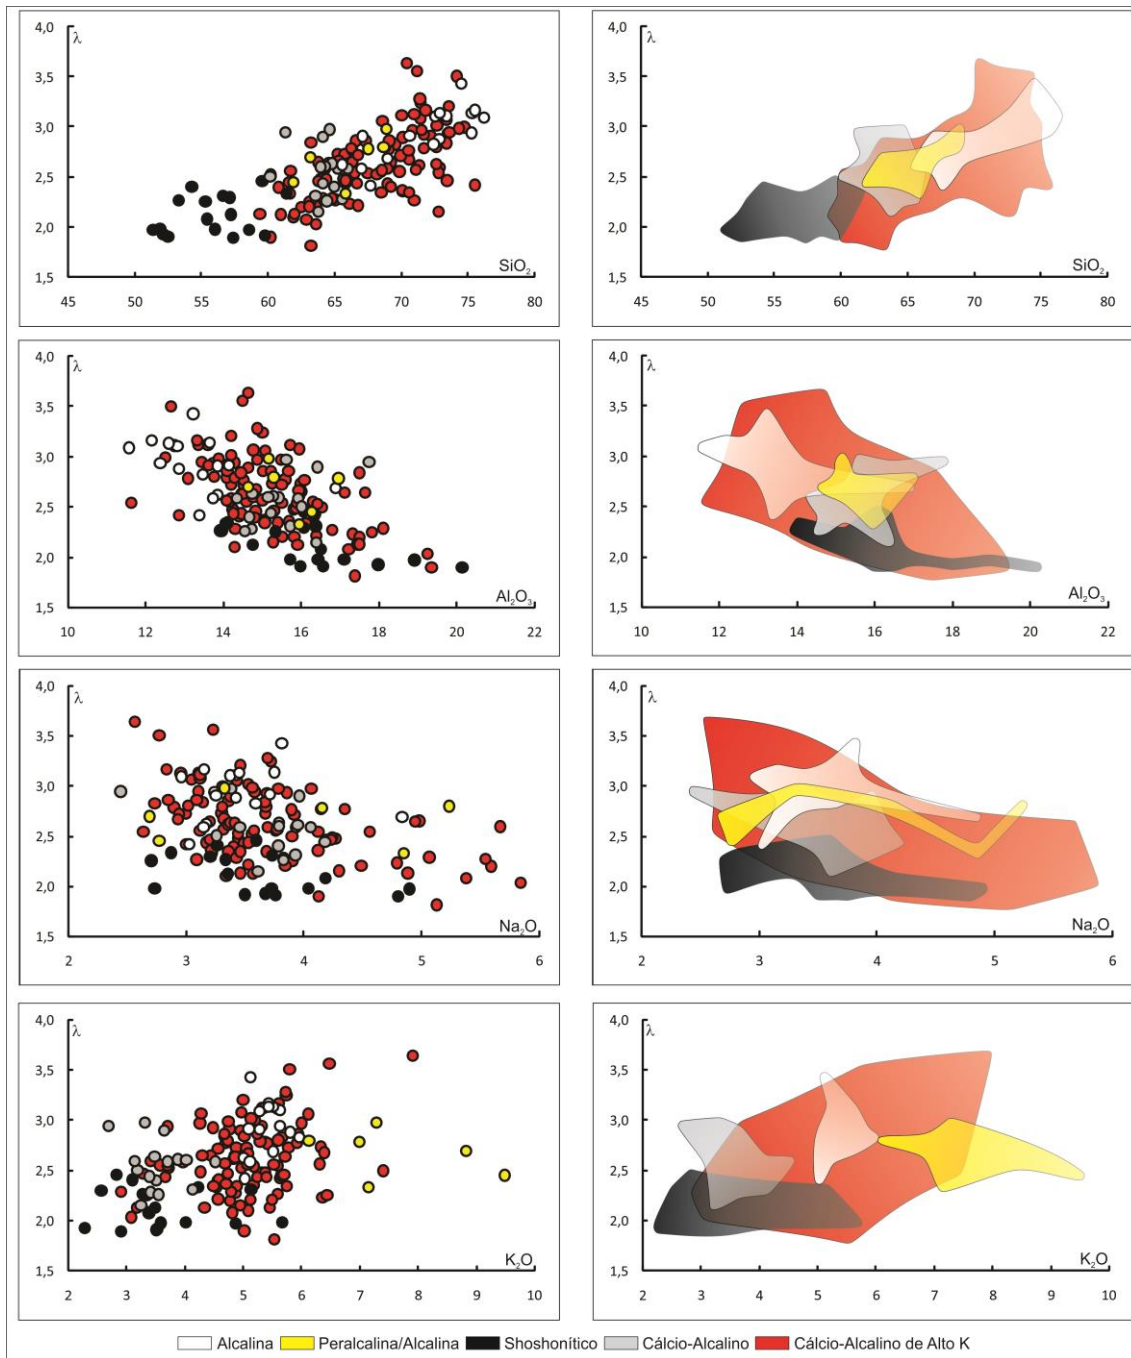 4,0 λ 4,0 λ
3,5 3,5
3,0 3,0
2,5 2,5
2,0 2,0
1,5 SiO₂ 1,5 SiO₂
45 50 55 60 65 70 75 80 45 50 55 60 65 70 75 80
4,0 λ 4,0 λ
3,5 3,5
3,0 3,0
2,5 2,5
2,0 2,0
1,5 Al₂O₃ 1,5 Al₂O₃
10 12 14 16 18 20 22 10 12 14 16 18 20 22
4,0 λ 4,0 λ
3,5 3,5
3,0 3,0
2,5 2,5
2,0 2,0
1,5 Na₂O 1,5 Na₂O
2 3 4 5 6 2 3 4 5 6
4,0 λ 4,0 λ
3,5 3,5
3,0 3,0
2,5 2,5
2,0 2,0
1,5 K₂O 1,5 K₂O
2 3 4 5 6 7 8 9 10 2 3 4 5 6 7 8 9 10
Alcalina Peralcalina/Alcalina Shoshonítico Cálcio-Alcalino Cálcio-Alcalino de Alto K